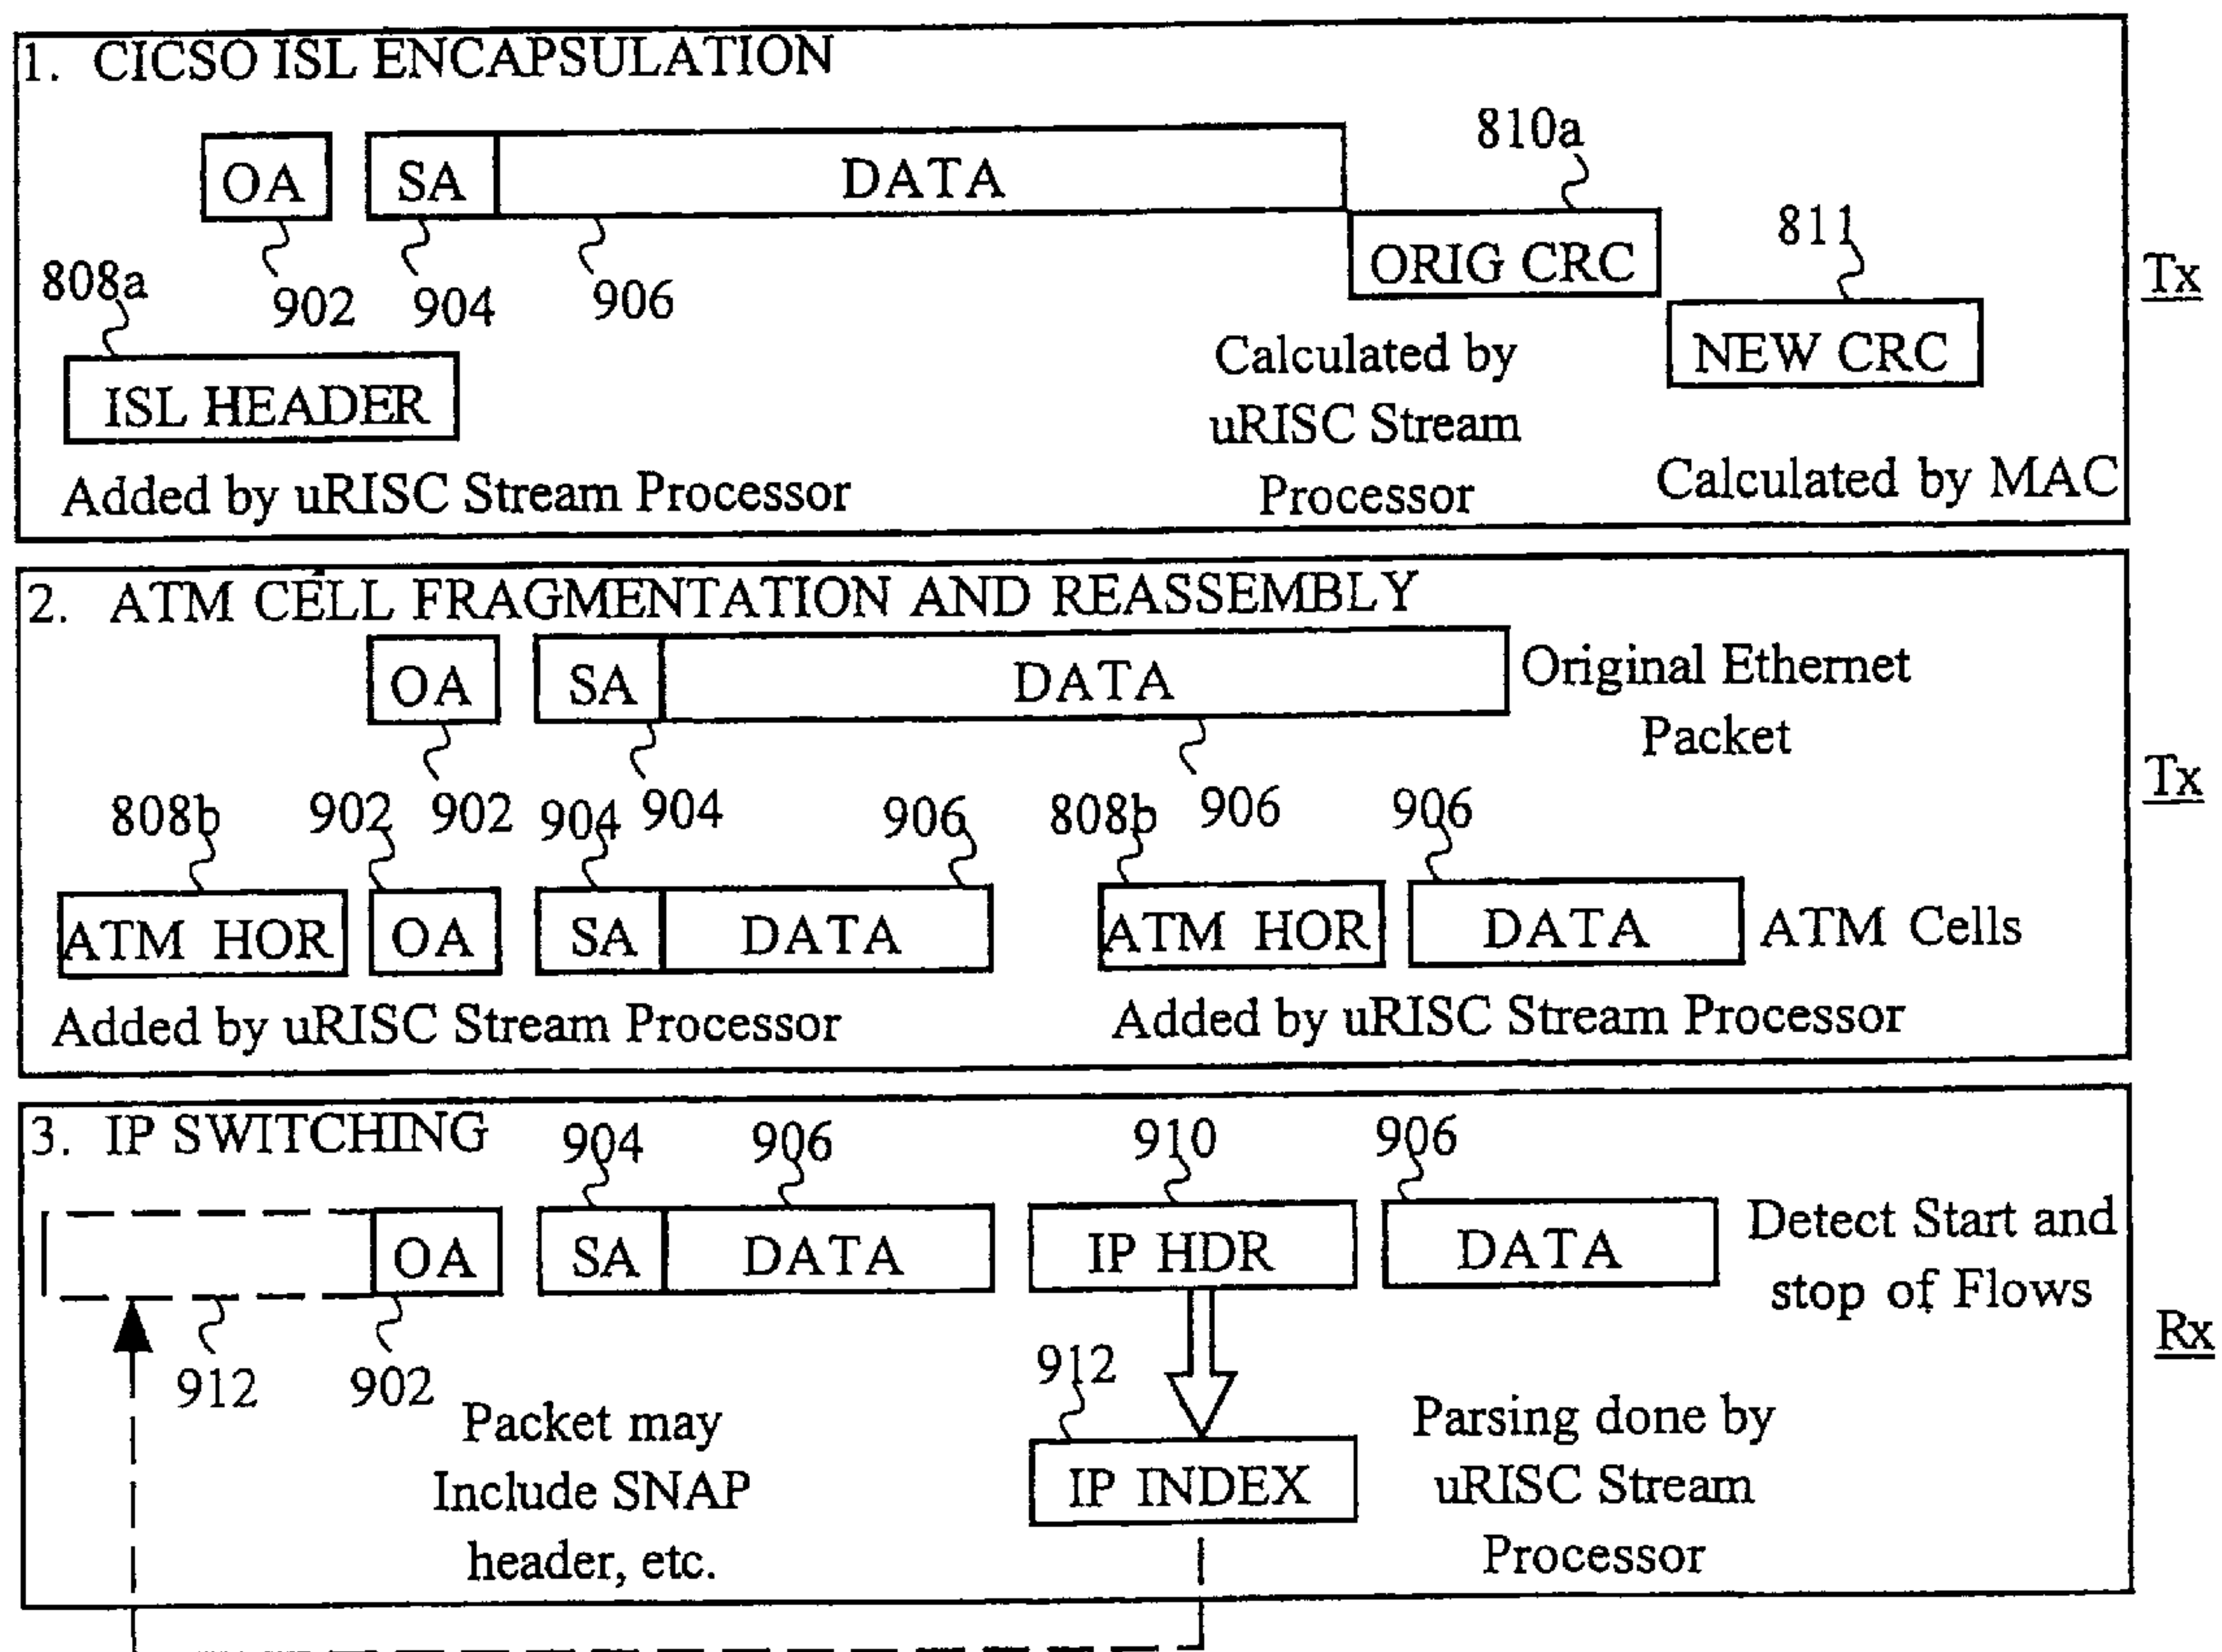 1. CICSO ISL ENCAPSULATION
OA SA DATA
810a
ORIG CRC
811
Tx
808a
902 904 906
NEW CRC
ISL HEADER
Calculated by
uRISC Stream
Processor
Added by uRISC Stream Processor
Calculated by MAC
2. ATM CELL FRAGMENTATION AND REASSEMBLY
OA SA DATA
Original Ethernet
Packet
Tx
808b 902 902 904 904 906 808b 906 906
ATM HOR OA SA DATA ATM HOR DATA ATM Cells
Added by uRISC Stream Processor Added by uRISC Stream Processor
3. IP SWITCHING
904 906 910 906
OA SA DATA IP HDR DATA
Detect Start and
stop of Flows
Rx
912 902
912
Packet may
Include SNAP
header, etc.
IP INDEX
Parsing done by
uRISC Stream
Processor